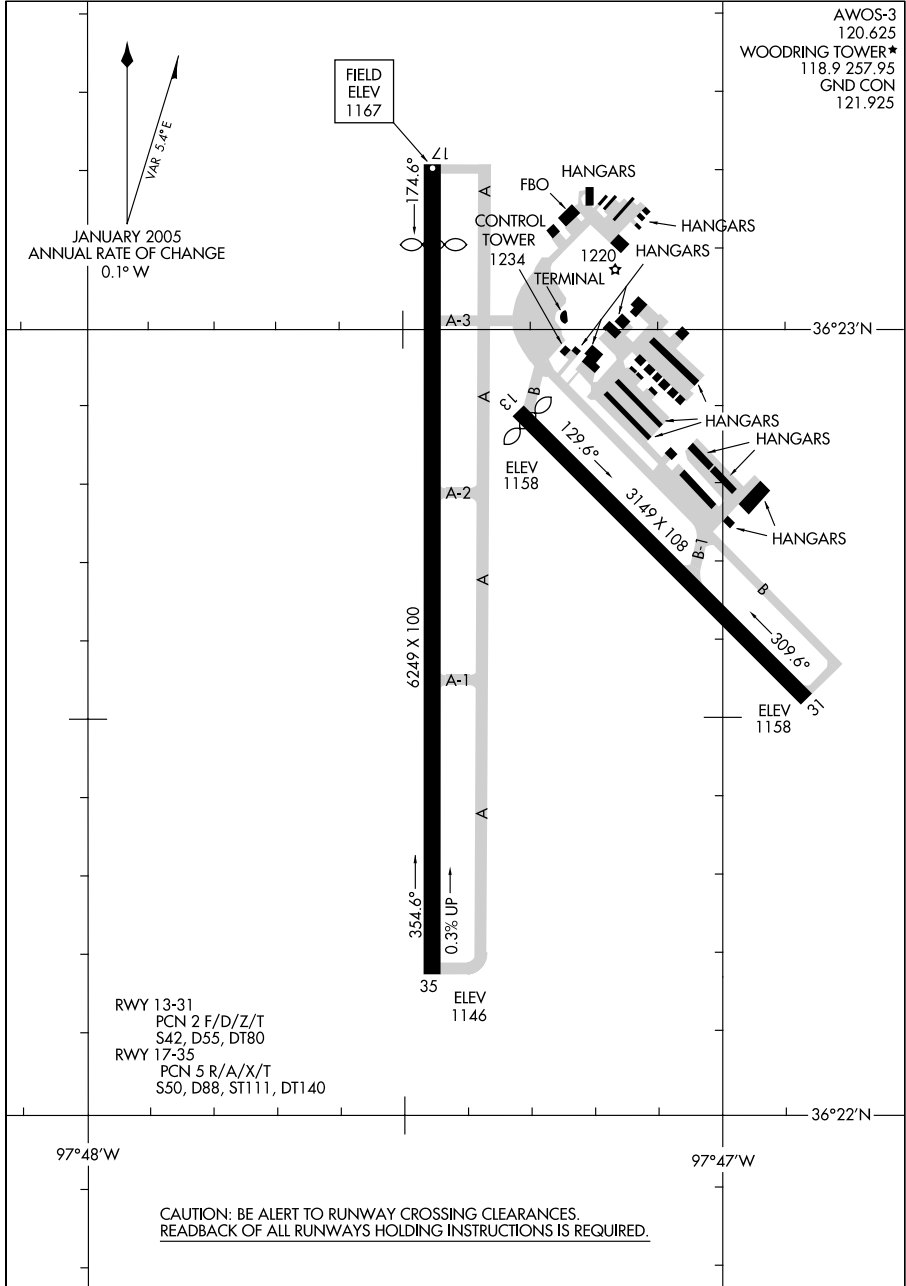 AWOS-3
120.625
WOODRING TOWER★
118.9 257.95
GND CON
121.925
FIELD
ELEV
1167
VAR 5.4° E
JANUARY 2005
ANNUAL RATE OF CHANGE
0.1° W
17
174.6°
A
HANGARS
FBO
HANGARS
CONTROL
TOWER
1234
1220
HANGARS
TERMINAL
A-3
36°23'N
A
B
13
ELEV
1158
129.6°
3149 X 108
HANGARS
HANGARS
HANGARS
A-2
B-1
B
A
6249 X 100
A-1
309.6°
31
ELEV
1158
A
354.6°
0.3% UP
35
ELEV
1146
RWY 13-31
PCN 2 F/D/Z/T
S42, D55, DT80
RWY 17-35
PCN 5 R/A/X/T
S50, D88, ST111, DT140
36°22'N
97°48'W
97°47'W
CAUTION: BE ALERT TO RUNWAY CROSSING CLEARANCES.
READBACK OF ALL RUNWAYS HOLDING INSTRUCTIONS IS REQUIRED.